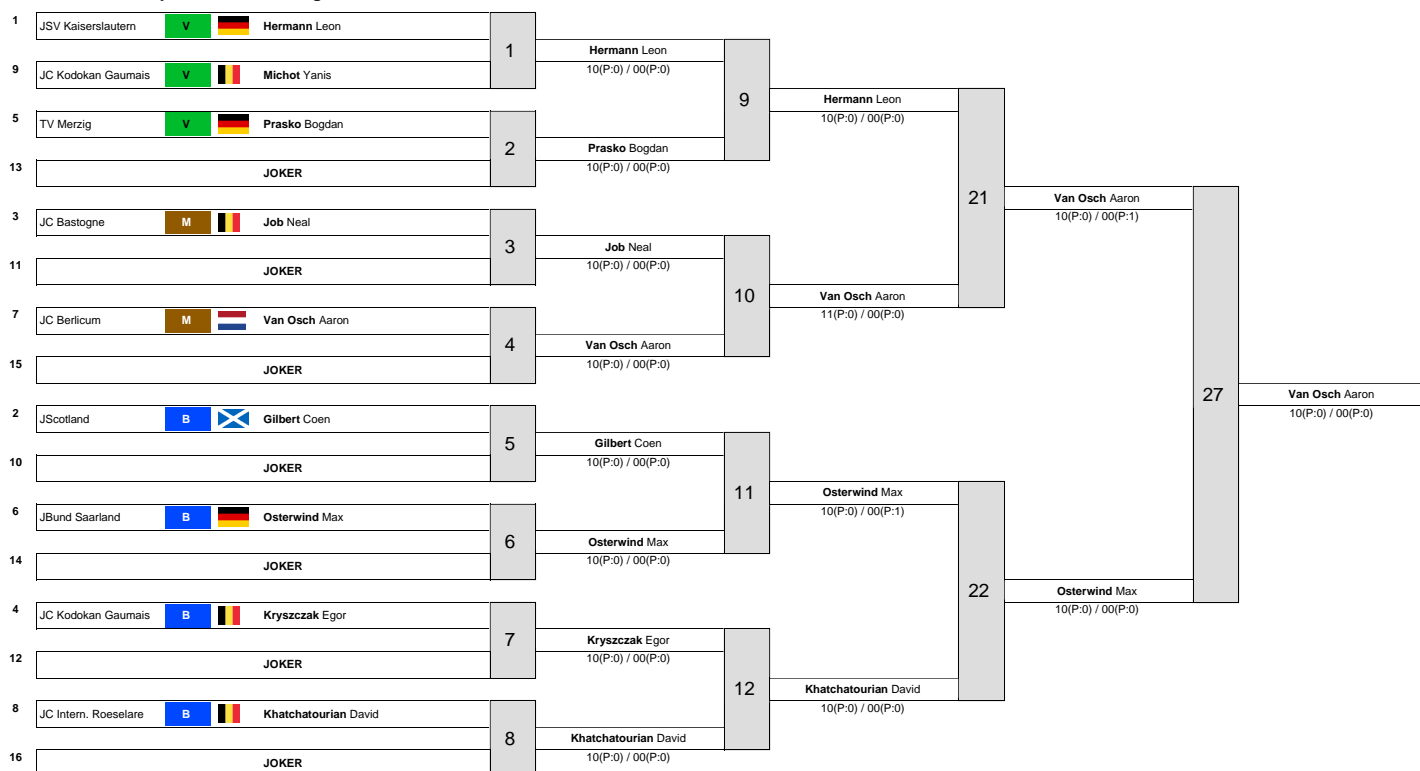 1 JSV Kaiserslautern V Hermann Leon
1
Hermann Leon
10(P:0) / 00(P:0)
9 JC Kodokan Gaumais V Michot Yanis
9
Hermann Leon
10(P:0) / 00(P:0)
5 TV Merzig V Prasko Bogdan
2
Prasko Bogdan
10(P:0) / 00(P:0)
13 JOKER
21
Van Osch Aaron
10(P:0) / 00(P:1)
3 JC Bastogne M Job Neal
3
Job Neal
10(P:0) / 00(P:0)
11 JOKER
10
Van Osch Aaron
11(P:0) / 00(P:0)
7 JC Berlicum M Van Osch Aaron
4
Van Osch Aaron
10(P:0) / 00(P:0)
15 JOKER
27
Van Osch Aaron
10(P:0) / 00(P:0)
2 JScotland B Gilbert Coen
5
Gilbert Coen
10(P:0) / 00(P:0)
10 JOKER
11
Osterwind Max
10(P:0) / 00(P:1)
6 JBund Saarland B Osterwind Max
6
Osterwind Max
10(P:0) / 00(P:0)
14 JOKER
22
Osterwind Max
10(P:0) / 00(P:0)
4 JC Kodokan Gaumais B Kryszczak Egor
7
Kryszczak Egor
10(P:0) / 00(P:0)
12 JOKER
12
Khatchatourian David
10(P:0) / 00(P:0)
8 JC Intern. Roeselare B Khatchatourian David
8
Khatchatourian David
10(P:0) / 00(P:0)
16 JOKER